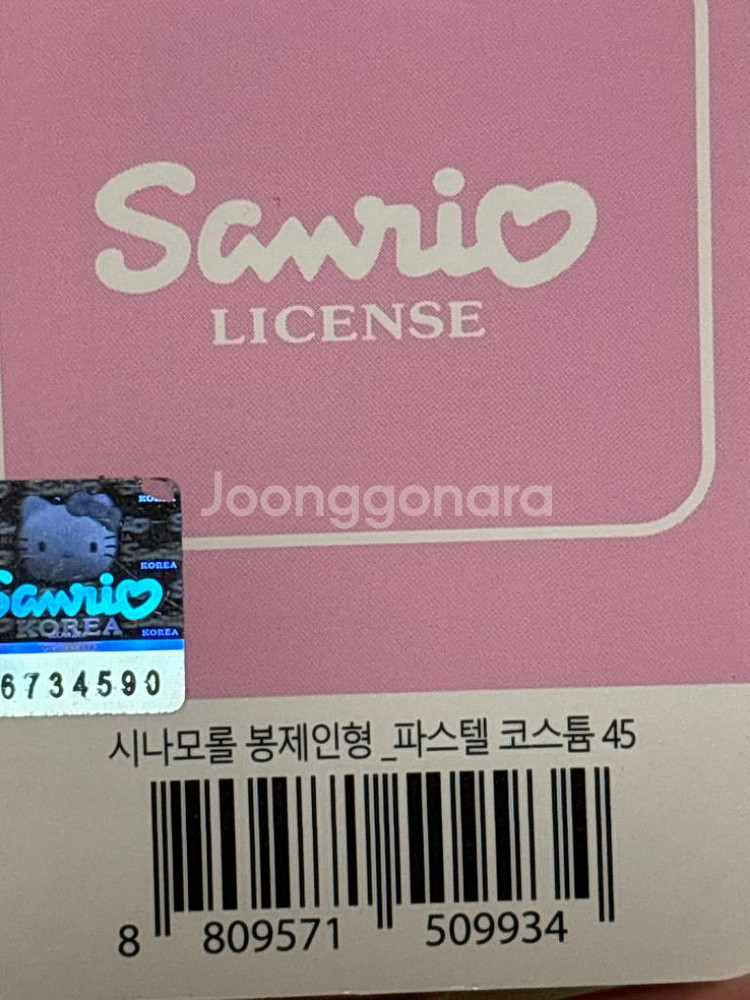 Sanrio
LICENSE
Joonggonara
KOREA
KOREA
Sanrio
KOREA
KOREA
6734590
시나모롤 봉제인형 _파스텔 코스튬 45
8 809571 509934